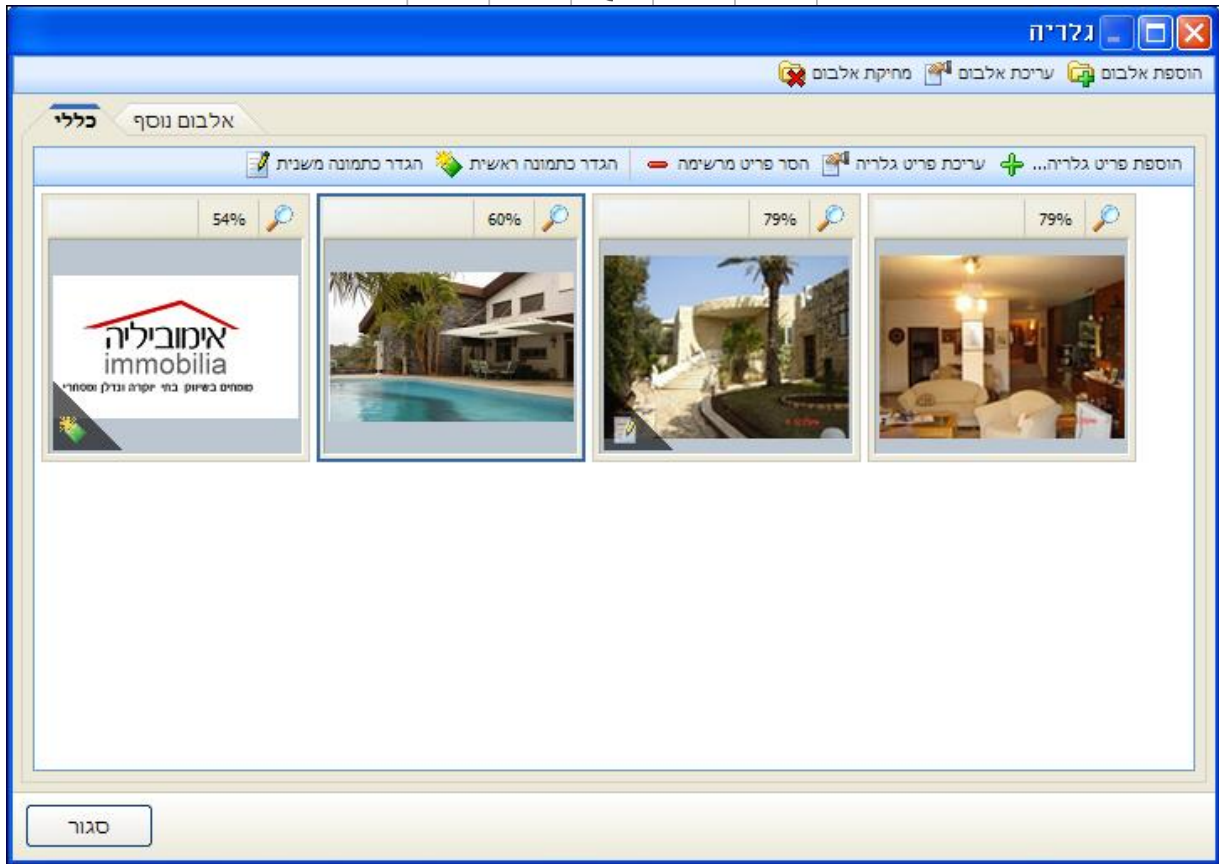 גלריה
הוספת אלבום עריכת אלבום מחיקת אלבום
כללי אלבום נוסף
הוספת פריט גלריה... עריכת פריט גלריה הסר פריט מרשימה הגדר כתמונה ראשית הגדר כתמונה משנית
54% 60% 79% 79%
אימוביליה
immobilia
מומחים בשיווק בתי יוקרה ונדלן ומסחרי
סגור